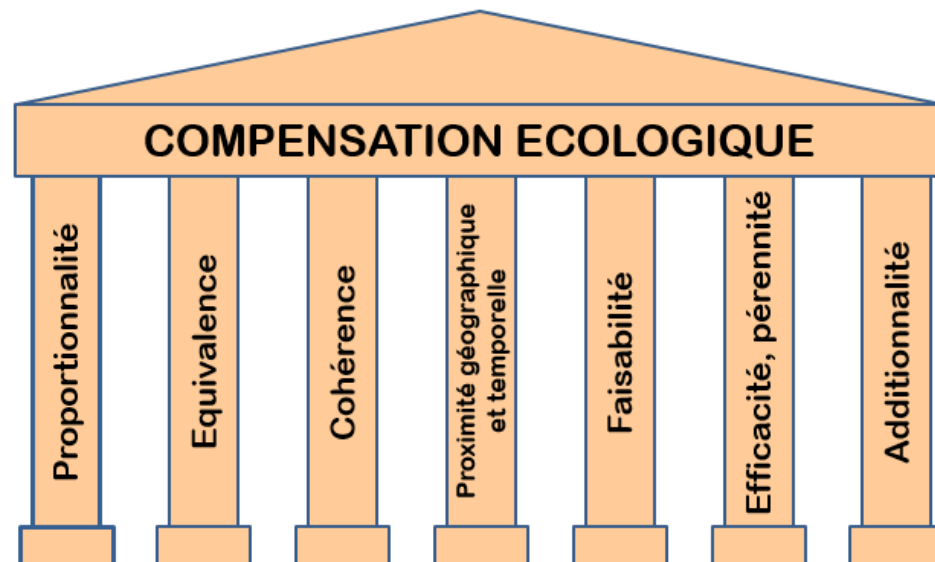 COMPENSATION ECOLOGIQUE
Proportionnalité
Equivalence
Cohérence
Proximité géographique
et temporelle
Faisabilité
Efficacité, pérennité
Additionnalité